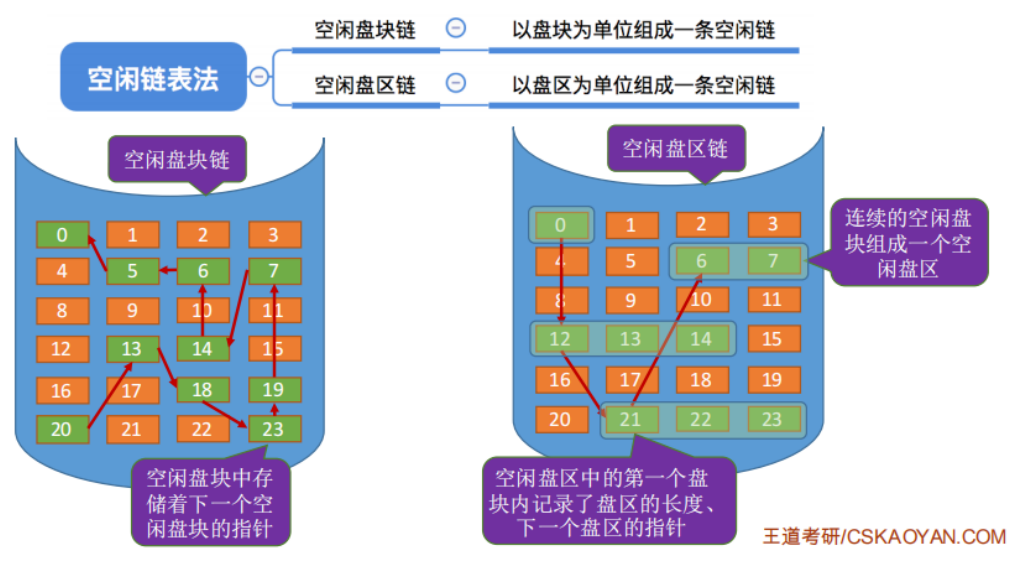 空闲链表法
空闲盘块链
以盘块为单位组成一条空闲链
空闲盘区链
以盘区为单位组成一条空闲链
空闲盘块链
0 1 2 3
4 5 6 7
8 9 10 11
12 13 14 15
16 17 18 19
20 21 22 23
空闲盘块中存
储着下一个空
闲盘块的指针
空闲盘区链
0 1 2 3
4 5 6 7
8 9 10 11
12 13 14 15
16 17 18 19
20 21 22 23
连续的空闲盘
块组成一个空
闲盘区
空闲盘区中的第一个盘
块内记录了盘区的长度、
下一个盘区的指针
王道考研/CSKAOYAN.COM